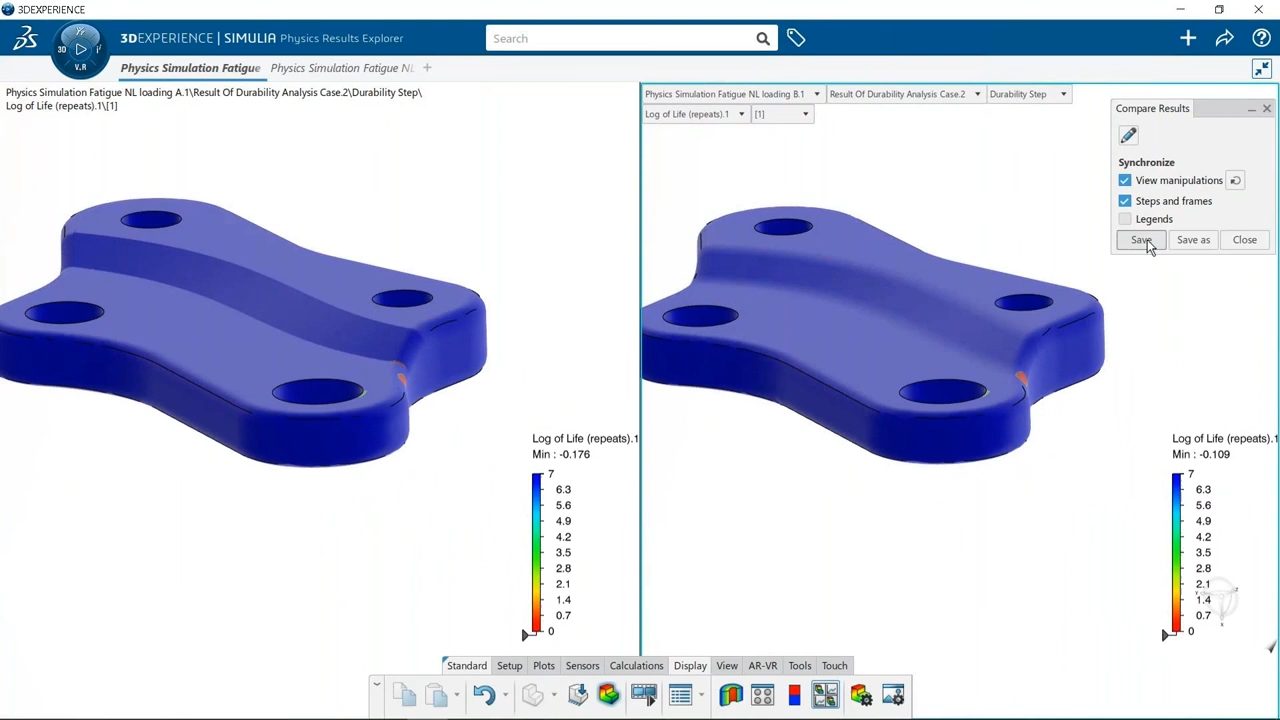 3DEXPERIENCE
3DEXPERIENCE | SIMULIA Physics Results Explorer
Search
3D
V.R
Physics Simulation Fatigue
Physics Simulation Fatigue NL
Physics Simulation Fatigue NL loading A.1\Result Of Durability Analysis Case.2\Durability Step\
Log of Life (repeats).1\[1]
Physics Simulation Fatigue NL loading B.1
Result Of Durability Analysis Case.2
Durability Step
Log of Life (repeats).1
[1]
Compare Results
Synchronize
View manipulations
Steps and frames
Legends
Save
Save as
Close
Log of Life (repeats).1
Min : -0.176
7
6.3
5.6
4.9
4.2
3.5
2.8
2.1
1.4
0.7
0
Log of Life (repeats).1
Min : -0.109
7
6.3
5.6
4.9
4.2
3.5
2.8
2.1
1.4
0.7
0
Standard
Setup
Plots
Sensors
Calculations
Display
View
AR-VR
Tools
Touch